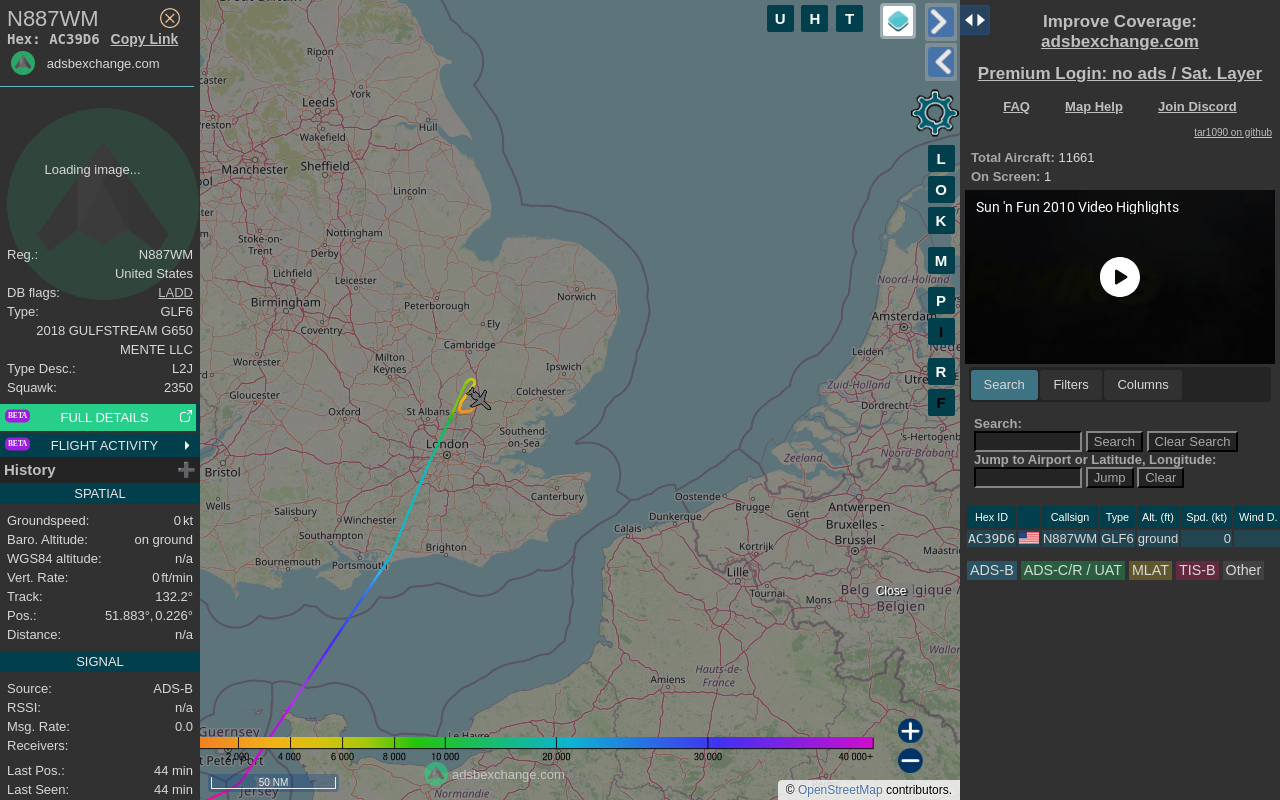 N887WM
Hex: AC39D6 Copy Link
adsbexchange.com
Loading image...
Reg.: N887WM
United States
DB flags: LADD
Type: GLF6
2018 GULFSTREAM G650
MENTE LLC
Type Desc.: L2J
Squawk: 2350
BETA FULL DETAILS
BETA FLIGHT ACTIVITY
History
SPATIAL
Groundspeed: 0 kt
Baro. Altitude: on ground
WGS84 altitude: n/a
Vert. Rate: 0 ft/min
Track: 132.2°
Pos.: 51.883°, 0.226°
Distance: n/a
SIGNAL
Source: ADS-B
RSSI: n/a
Msg. Rate: 0.0
Receivers:
Last Pos.: 44 min
Last Seen: 44 min
U H T
L
O
K
M
P
I
R
F
Ripon
York
Leeds
Hull
Preston
Wakefield
Manchester
Sheffield
Lincoln
Stoke-on-
Trent
Nottingham
Derby
Lichfield
Leicester
Norwich
Birmingham
Peterborough
Coventry
Ely
Cambridge
Worcester
Milton
Keynes
Ipswich
Gloucester
Colchester
Oxford
St Albans
Southend-
on-Sea
London
Bristol
Canterbury
Wells
Salisbury
Winchester
Southampton
Brighton
Bournemouth
Portsmouth
Noord-Holland
Amsterdam
Leiden
Zuid-Holland
Utre
Dordrecht
's-Hertogenb
Noord-Brabant
Zeeland
Oostende
Brugge
Antwerpen
Gent
Dunkerque
Calais
Bruxelles -
Brussel
Kortrijk
Maastri
Lille
Tournai
Mons
Close
Belgien
Wallon
Hauts-de-
France
Amiens
Guernsey
Le Havre
t Peter Port
Jersey
Normandie
2 000 4 000 6 000 8 000 10 000 20 000 30 000 40 000+
50 NM
adsbexchange.com
© OpenStreetMap contributors.
Improve Coverage:
adsbexchange.com
Premium Login: no ads / Sat. Layer
FAQ Map Help Join Discord
tar1090 on github
Total Aircraft: 11661
On Screen: 1
Sun 'n Fun 2010 Video Highlights
Search Filters Columns
Search:
Search Clear Search
Jump to Airport or Latitude, Longitude:
Jump Clear
Hex ID Callsign Type Alt. (ft) Spd. (kt) Wind D.
AC39D6 N887WM GLF6 ground 0
ADS-B ADS-C/R / UAT MLAT TIS-B Other